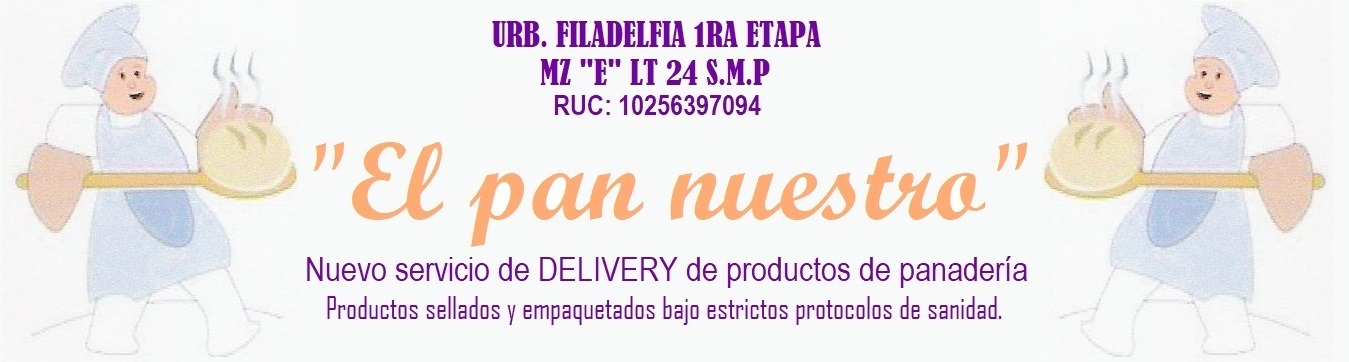 URB. FILADELFIA 1RA ETAPA
MZ "E" LT 24 S.M.P
RUC: 10256397094
"El pan nuestro"
Nuevo servicio de DELIVERY de productos de panadería
Productos sellados y empaquetados bajo estrictos protocolos de sanidad.